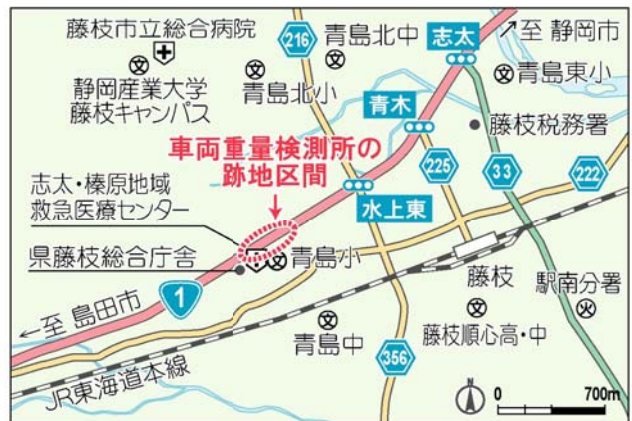 藤枝市立総合病院
216
青島北中
志太
至 静岡市
静岡産業大学
藤枝キャンパス
青島北小
青島東小
青木
藤枝税務署
車両重量検測所の
跡地区間
225
33
222
志太・榛原地域
救急医療センター
水上東
県藤枝総合庁舎
青島小
藤枝
駅南分署
1
至 島田市
青島中
藤枝順心高・中
356
JR東海道本線
N
0 700m